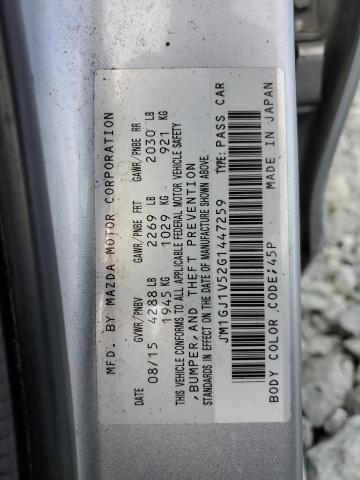 MFD. BY MAZDA MOTOR CORPORATION
GVWR/PNBV GAWR/PNBE FRT GAWR/PNBE RR
DATE 08/15 4288 LB 2269 LB 2030 LB
1945 KG 1029 KG 921 KG
THIS VEHICLE CONFORMS TO ALL APPLICABLE FEDERAL MOTOR VEHICLE SAFETY
,BUMPER,AND THEFT PREVENTION
STANDARDS IN EFFECT ON THE DATE OF MANUFACTURE SHOWN ABOVE.
JM1GJ1V52G1447259 TYPE: PASS CAR
BODY COLOR CODE;45P MADE IN JAPAN